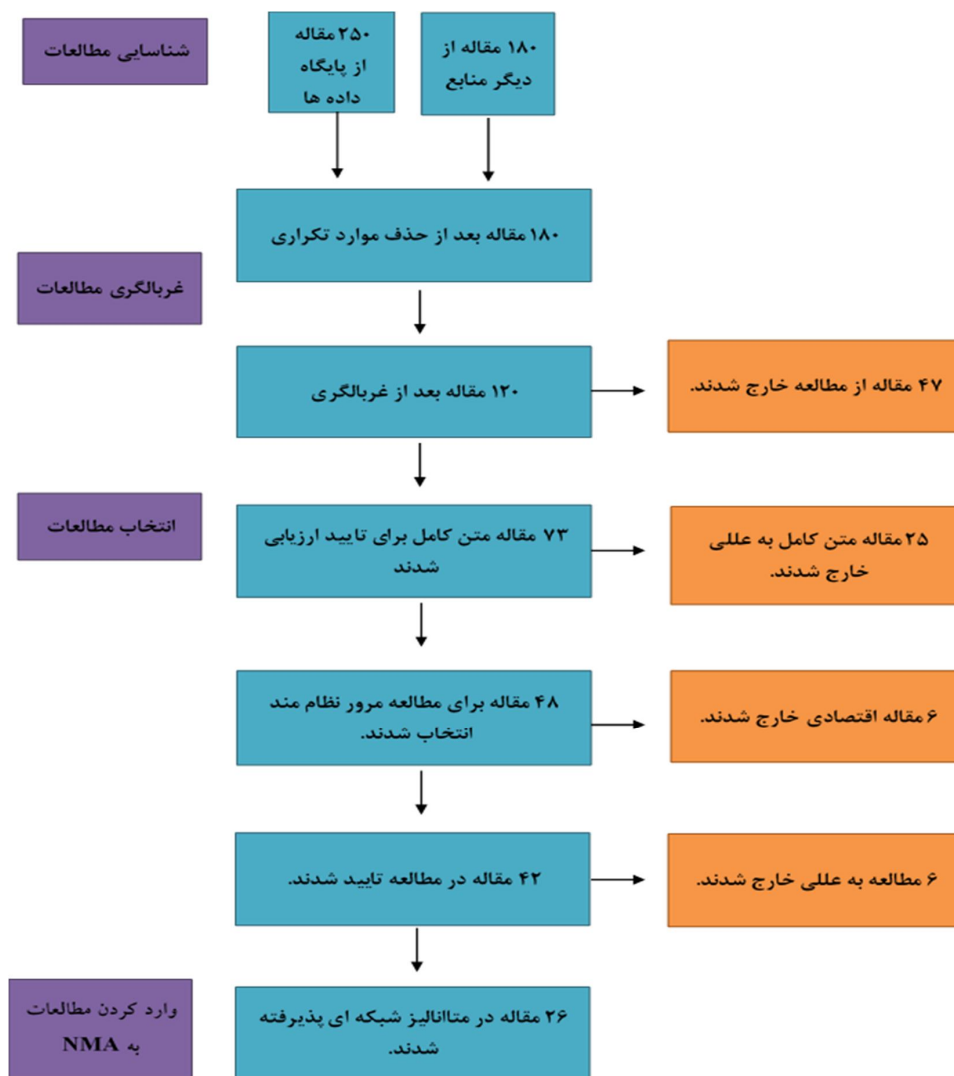 شناسایی مطالعات
۲۵۰ مقاله
از پایگاه
داده ها
۱۸۰ مقاله از
دیگر منابع
۱۸۰ مقاله بعد از حذف موارد تکراری
غربالگری مطالعات
۱۲۰ مقاله بعد از غربالگری
۴۷ مقاله از مطالعه خارج شدند.
انتخاب مطالعات
۷۳ مقاله متن کامل برای تایید ارزیابی
شدند
۲۵ مقاله متن کامل به عللی
خارج شدند.
۴۸ مقاله برای مطالعه مرور نظام مند
انتخاب شدند.
۶ مقاله اقتصادی خارج شدند.
۴۲ مقاله در مطالعه تایید شدند.
۶ مطالعه به عللی خارج شدند.
وارد کردن مطالعات
به NMA
۲۶ مقاله در متاانالیز شبکه ای پذیرفته
شدند.